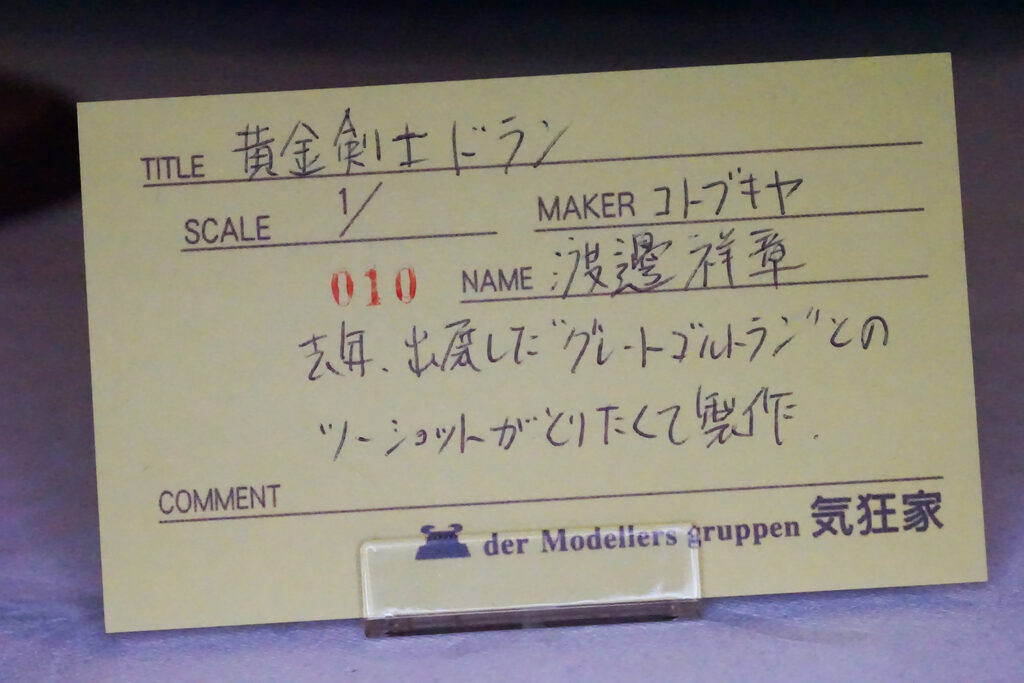 TITLE 黄金剣士ドラン
SCALE 1/
MAKER コトブキヤ
010
NAME 渡邊祥章
去年、出展した"グレートゴルドラン"との
ツーショットがとりたくて製作.
COMMENT
der Modeliers gruppen 気狂家